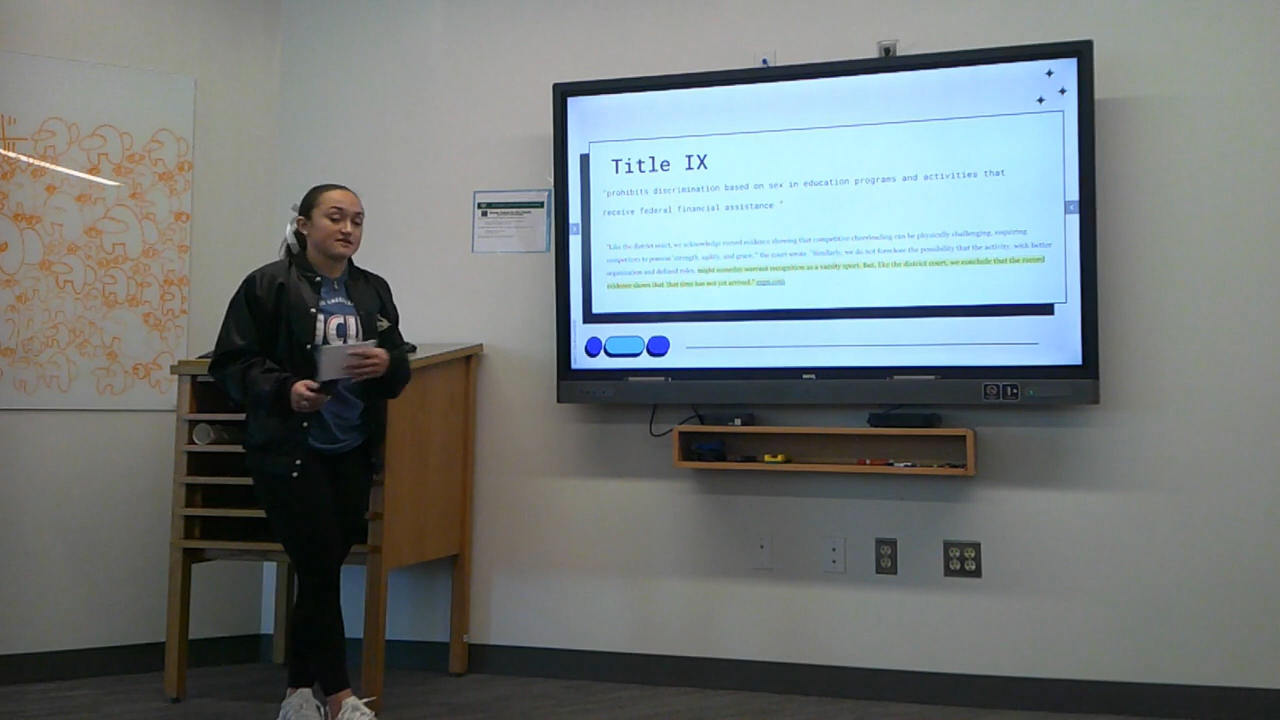 Title IX
"prohibits discrimination based on sex in education programs and activities that
receive federal financial assistance "
"Like the district court, we acknowledge record evidence showing that competitive cheerleading can be physically challenging, requiring
competitors to possess 'strength, agility, and grace,'" the court wrote. "Similarly, we do not foreclose the possibility that the activity, with better
organization and defined rules, might someday warrant recognition as a varsity sport. But, like the district court, we conclude that the record
evidence shows that 'that time has not yet arrived.'" espn.com
BENQ